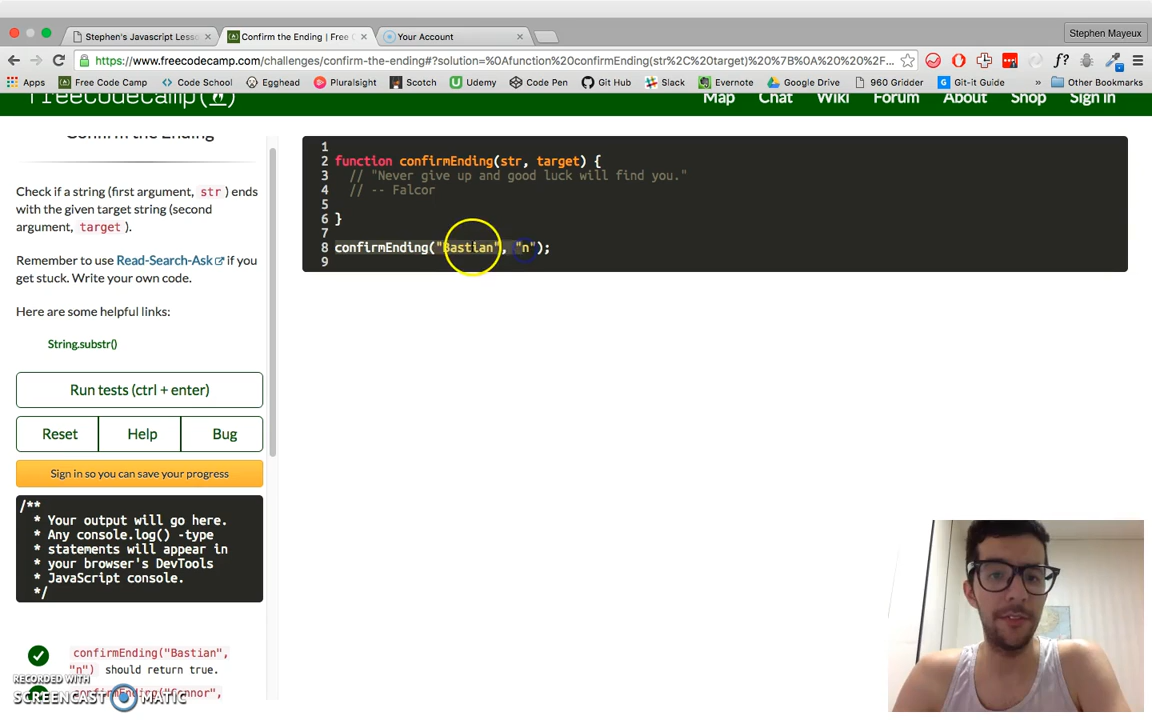 Stephen's Javascript Lesso
Confirm the Ending | Free C
Your Account
Stephen Mayeux
https://www.freecodecamp.com/challenges/confirm-the-ending#?solution=%0Afunction%20confirmEnding(str%2C%20target)%20%7B%0A%20%20%2F...
Apps Free Code Camp Code School Egghead Pluralsight Scotch Udemy Code Pen Git Hub Slack Evernote Google Drive 960 Gridder Git-it Guide » Other Bookmarks
FreeCodeCamp
Map Chat Wiki Forum About Shop Sign In
Confirm the Ending
Check if a string (first argument, str ) ends
with the given target string (second
argument, target ).
Remember to use Read-Search-Ask if you
get stuck. Write your own code.
Here are some helpful links:
String.substr()
Run tests (ctrl + enter)
Reset Help Bug
Sign in so you can save your progress
/**
* Your output will go here.
* Any console.log() -type
* statements will appear in
* your browser's DevTools
* JavaScript console.
*/
confirmEnding("Bastian",
"n") should return true.
confirmEnding("Connor",
1
2 function confirmEnding(str, target) {
3 // "Never give up and good luck will find you."
4 // -- Falcor
5
6 }
7
8 confirmEnding("Bastian", "n");
9
RECORDED WITH
SCREENCAST MATIC